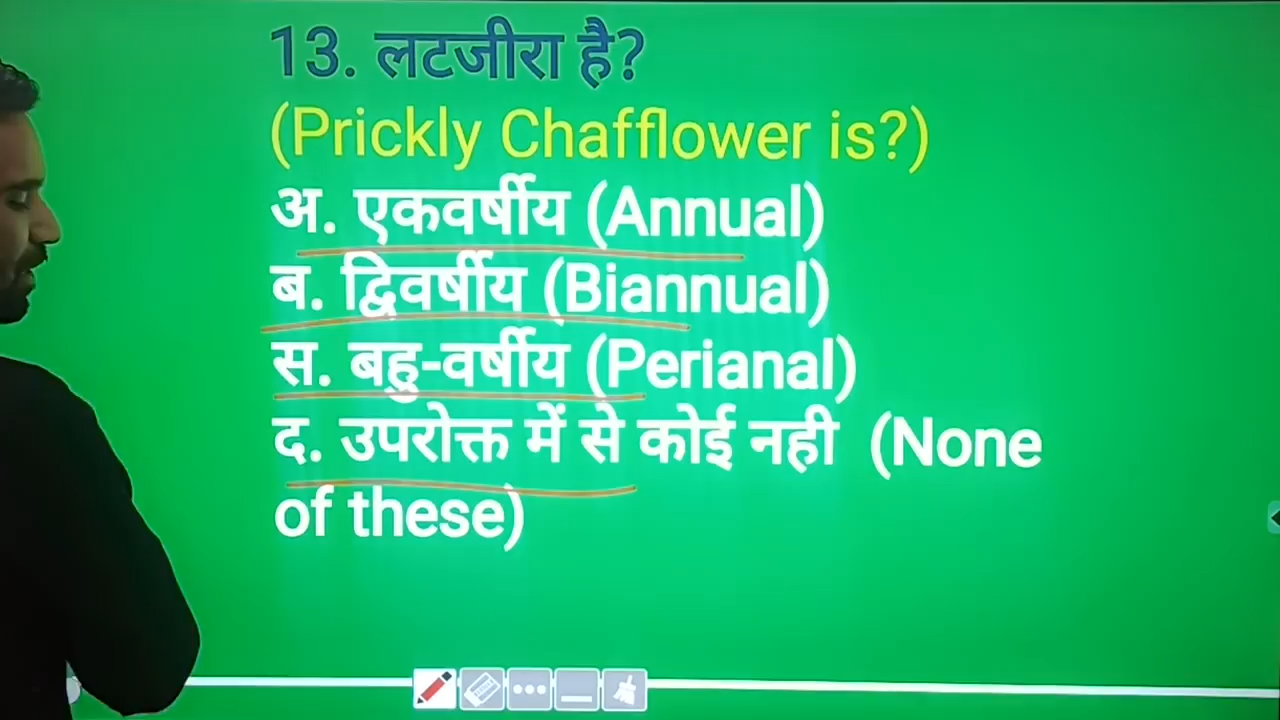 13. लटजीरा है?
(Prickly Chafflower is?)
अ. एकवर्षीय (Annual)
ब. द्विवर्षीय (Biannual)
स. बहु-वर्षीय (Perianal)
द. उपरोक्त में से कोई नही (None
of these)